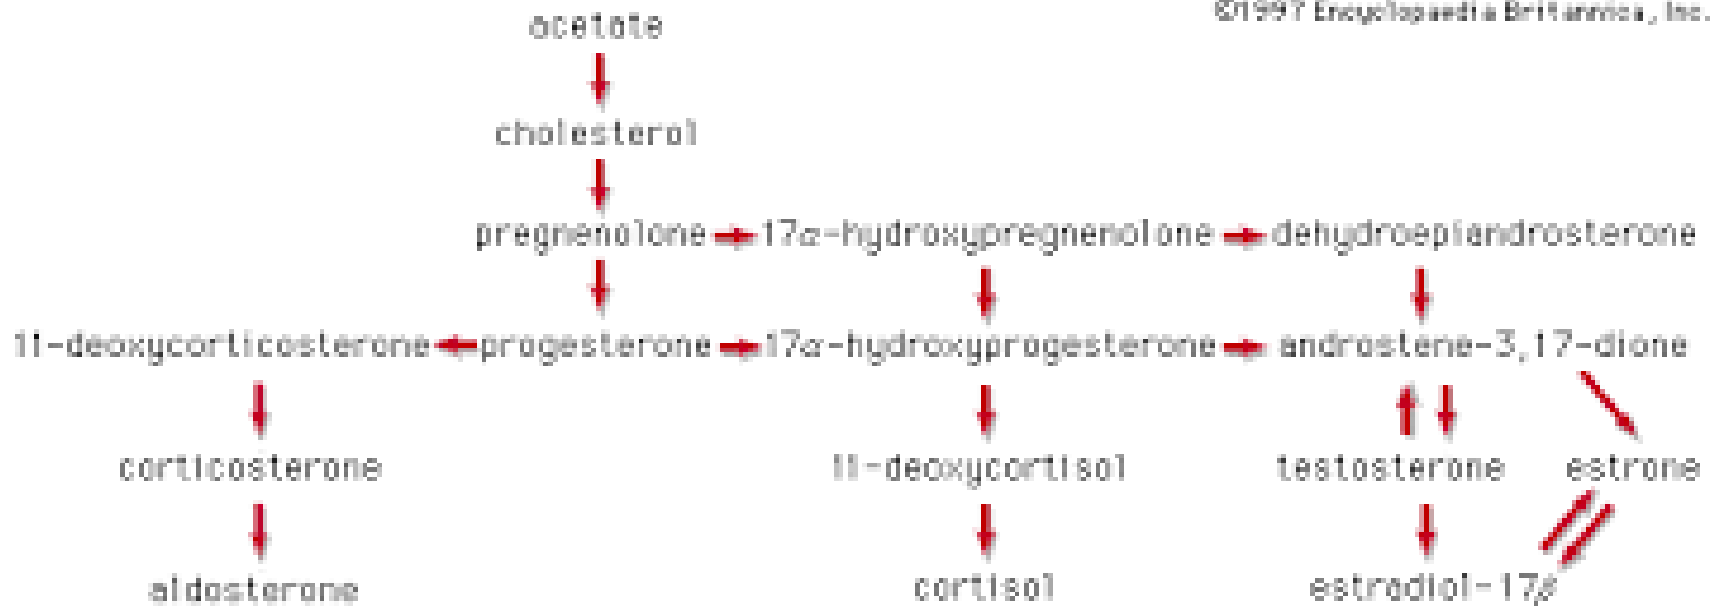 ©1997 Encyclopaedia Britannica, Inc.
acetate
cholesterol
pregnenolone 17α-hydroxypregnenolone dehydroepiandrosterone
11-deoxycorticosterone progesterone 17α-hydroxyprogesterone androstene-3,17-dione
corticosterone 11-deoxycortisol testosterone estrone
aldosterone cortisol estradiol-17β